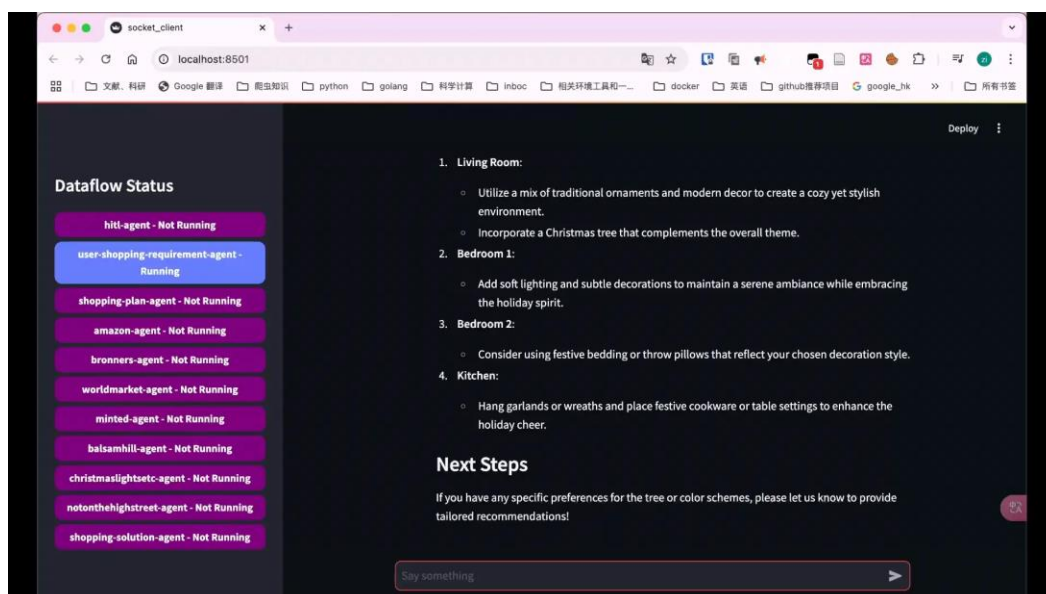 socket_client
localhost:8501
文献、科研
Google 翻译
爬虫知识
python
golang
科学计算
inboc
相关环境工具和一...
docker
英语
github推荐项目
google_hk
所有书签
Deploy
Dataflow Status
hitl-agent - Not Running
user-shopping-requirement-agent -
Running
shopping-plan-agent - Not Running
amazon-agent - Not Running
bronners-agent - Not Running
worldmarket-agent - Not Running
minted-agent - Not Running
balsamhill-agent - Not Running
christmaslightsetc-agent - Not Running
notonthehighstreet-agent - Not Running
shopping-solution-agent - Not Running
1. Living Room:
Utilize a mix of traditional ornaments and modern decor to create a cozy yet stylish
environment.
Incorporate a Christmas tree that complements the overall theme.
2. Bedroom 1:
Add soft lighting and subtle decorations to maintain a serene ambiance while embracing
the holiday spirit.
3. Bedroom 2:
Consider using festive bedding or throw pillows that reflect your chosen decoration style.
4. Kitchen:
Hang garlands or wreaths and place festive cookware or table settings to enhance the
holiday cheer.
Next Steps
If you have any specific preferences for the tree or color schemes, please let us know to provide
tailored recommendations!
Say something